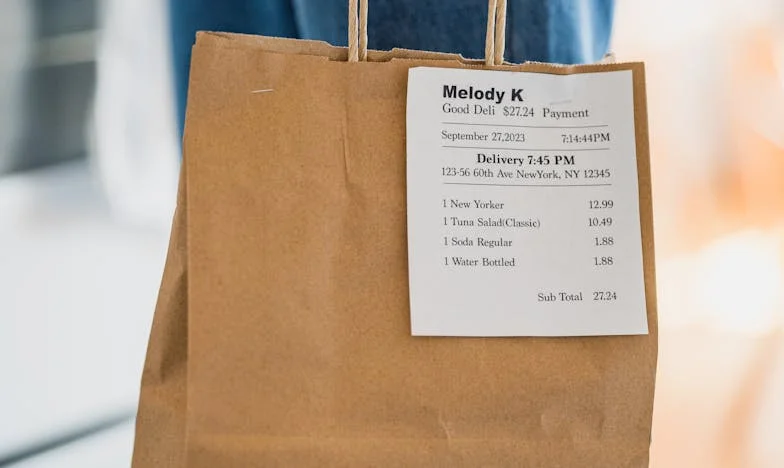 Melody K
Good Deli $27.24 Payment
September 27,2023 7:14:44PM
Delivery 7:45 PM
123-56 60th Ave NewYork, NY 12345
1 New Yorker 12.99
1 Tuna Salad(Classic) 10.49
1 Soda Regular 1.88
1 Water Bottled 1.88
Sub Total 27.24